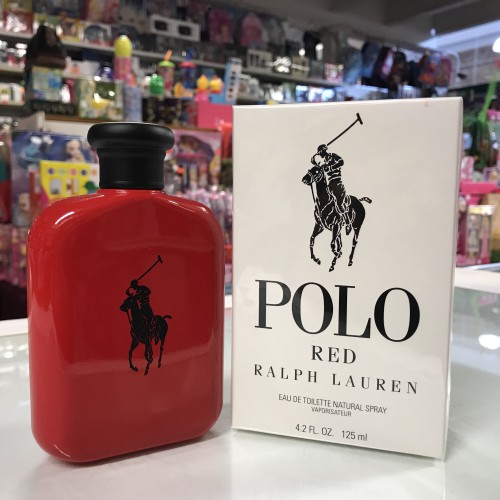 POLO
RED
RALPH LAUREN
EAU DE TOILETTE NATURAL SPRAY
VAPORISATEUR
4.2 FL. OZ. 125 ml